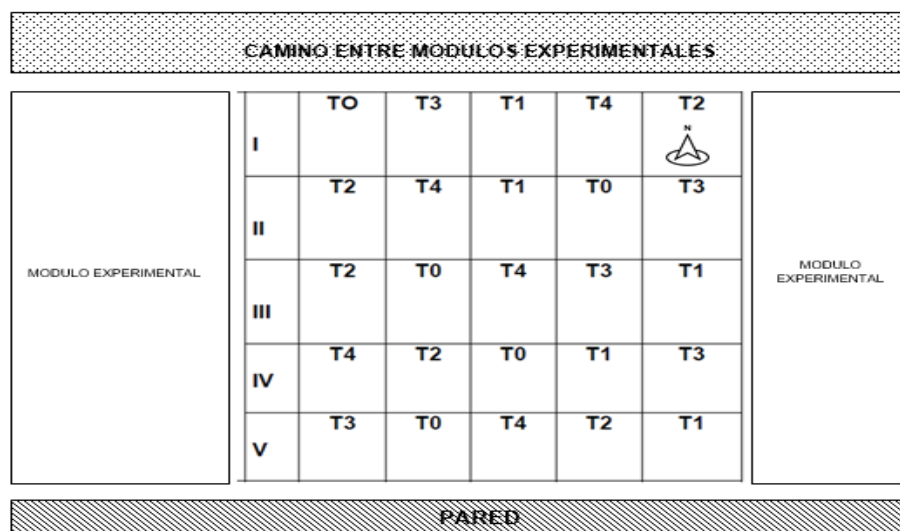 CAMINO ENTRE MODULOS EXPERIMENTALES
TO T3 T1 T4 T2
N
I
T2 T4 T1 T0 T3
II
MODULO EXPERIMENTAL
MODULO
EXPERIMENTAL
T2 T0 T4 T3 T1
III
T4 T2 T0 T1 T3
IV
T3 T0 T4 T2 T1
V
PARED